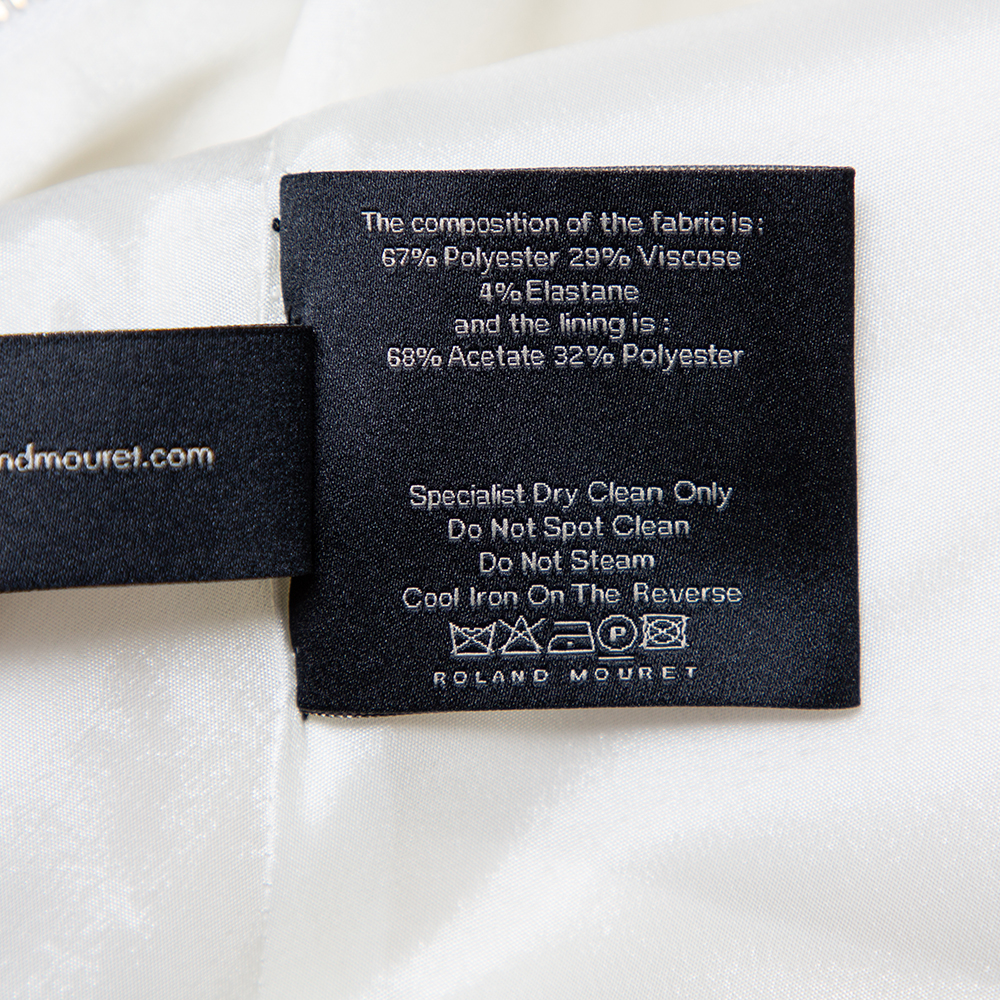 The composition of the fabric is :
67% Polyester 29% Viscose
4% Elastane
and the lining is :
68% Acetate 32% Polyester
ndmouret.com
Specialist Dry Clean Only
Do Not Spot Clean
Do Not Steam
Cool Iron On The Reverse
P
ROLAND MOURET